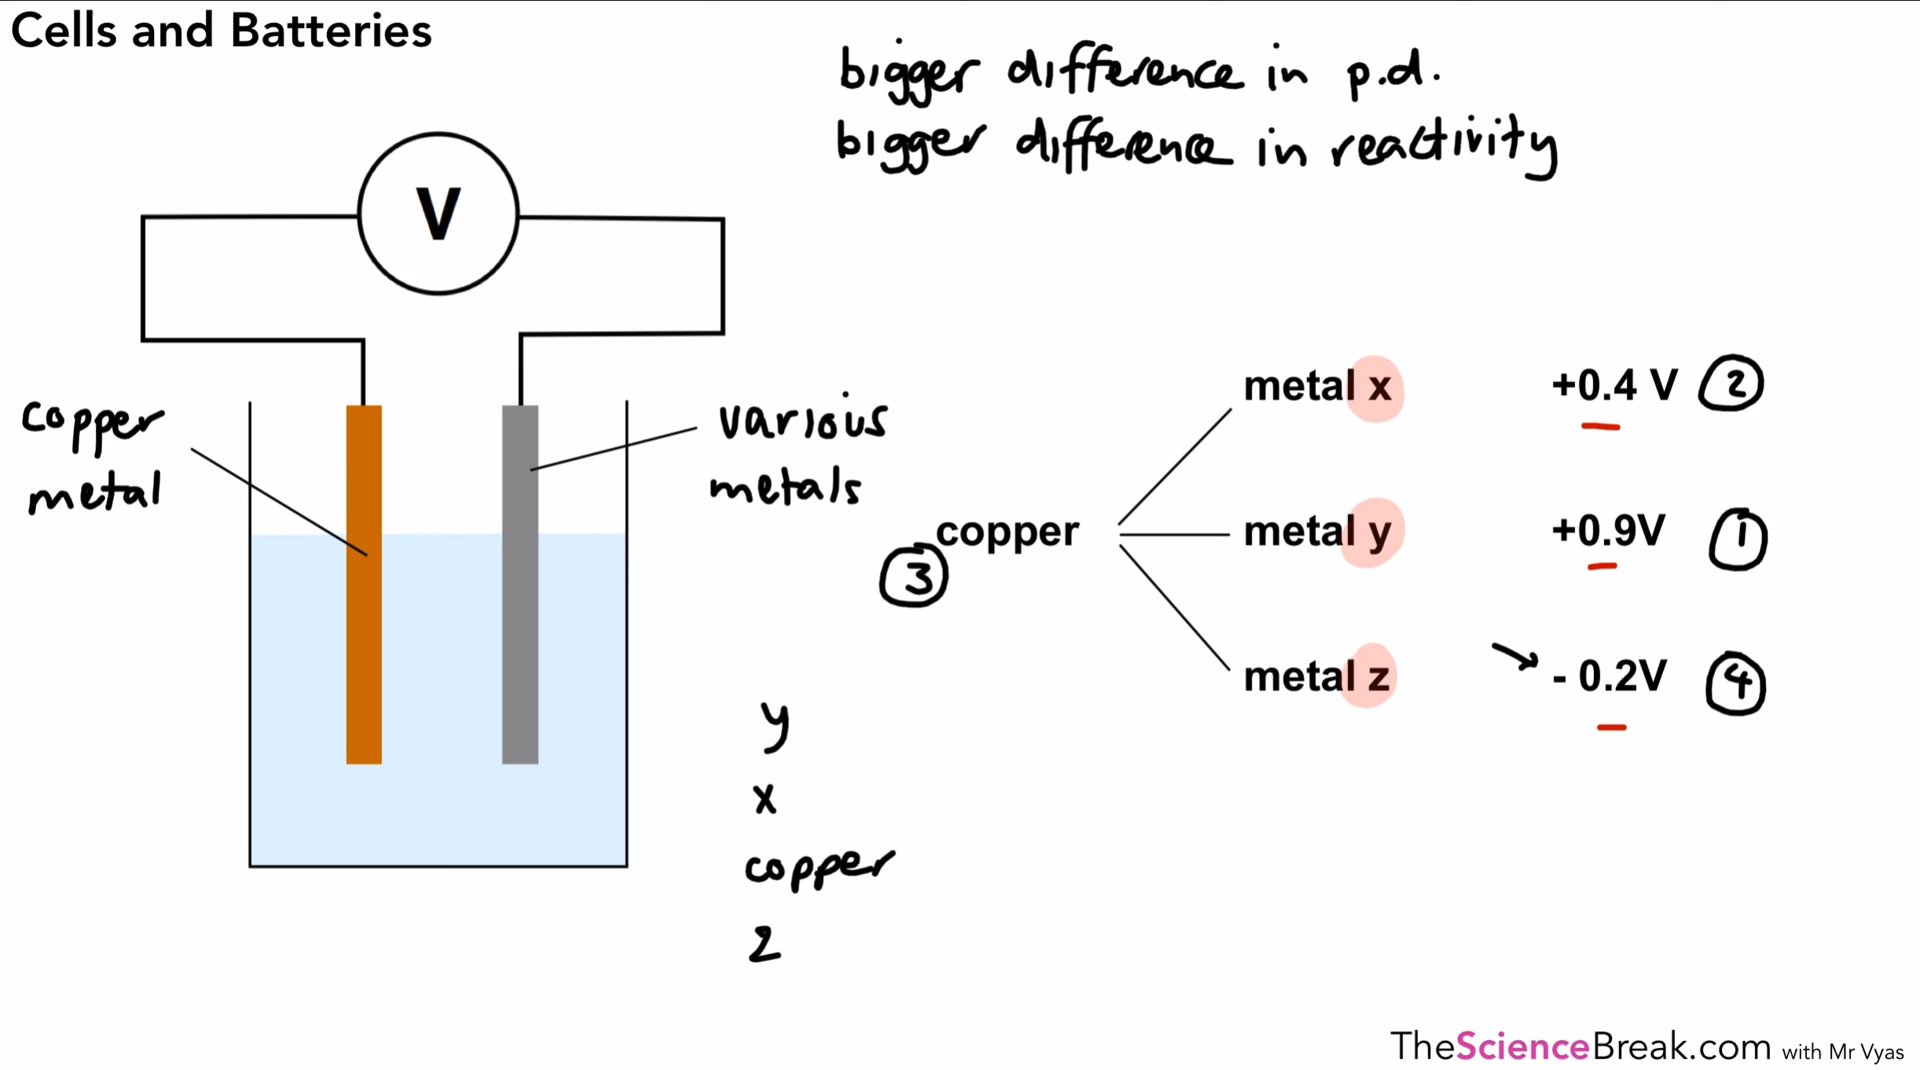 Cells and Batteries
bigger difference in p.d.
bigger difference in reactivity
V
copper
metal
various
metals
metal x +0.4 V 2
copper metal y +0.9V 1
3
metal z - 0.2V 4
y
x
copper
z
TheScienceBreak.com with Mr Vyas